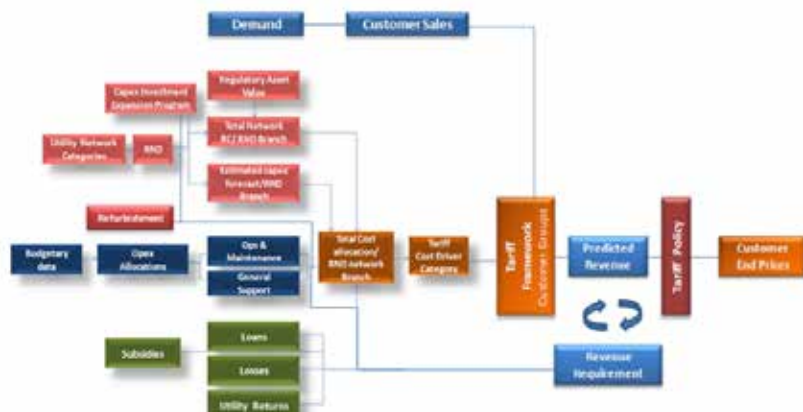 Demand
Customer Sales
Regulatory Asset
Value
Capex Investment
Expansion Program
Total Network
RC/ RND Branch
Utility Network
Categories
RND
Estimated capex
forecast/RND
Branch
Refurbishment
Budgetary
data
Opex
Allocations
Ops &
Maintenance
General
Support
Total Cost
allocation/
RND network
Branch
Tariff
Cost Driver
Category
Tariff
Framework
Customer Groups
Predicted
Revenue
Tariff Policy
Customer
End Prices
Subsidies
Loans
Losses
Utility Returns
Revenue
Requirement